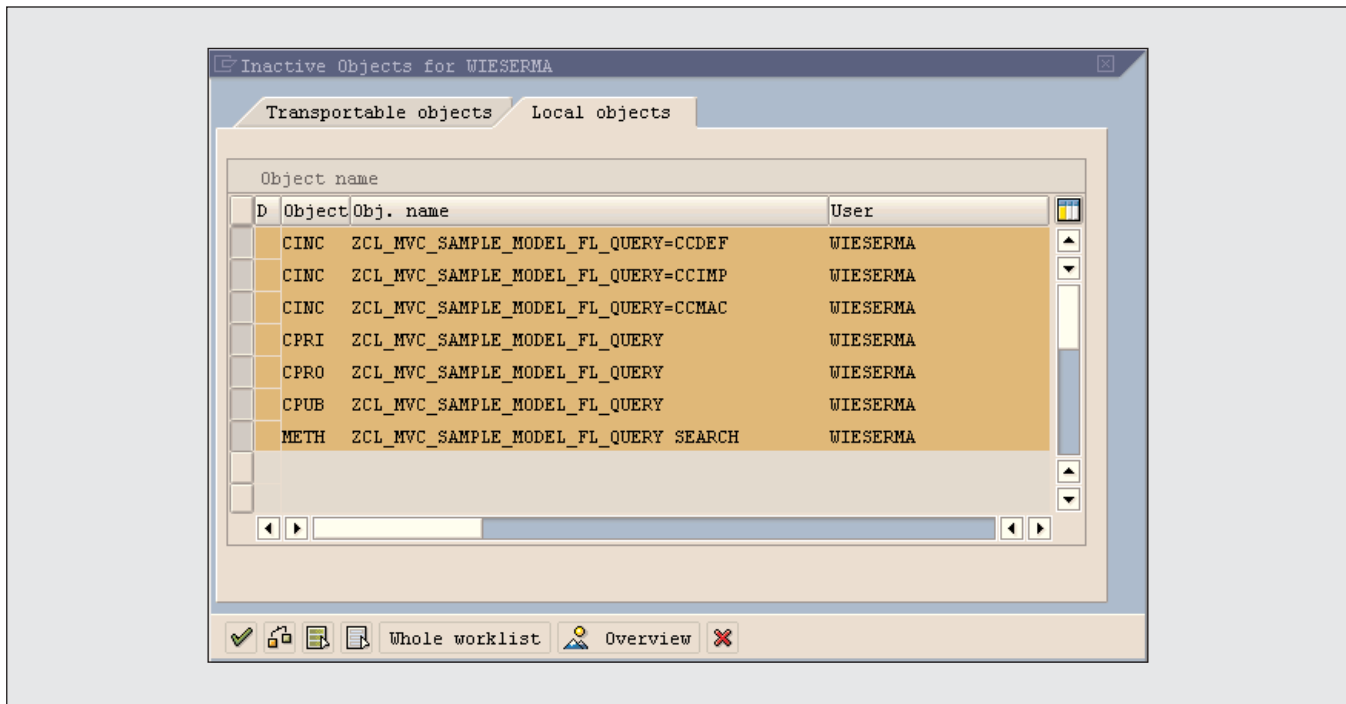 Inactive Objects for WIESERMA
Transportable objects Local objects
Object name
D Object Obj. name User
CINC ZCL_MVC_SAMPLE_MODEL_FL_QUERY=CCDEF WIESERMA
CINC ZCL_MVC_SAMPLE_MODEL_FL_QUERY=CCIMP WIESERMA
CINC ZCL_MVC_SAMPLE_MODEL_FL_QUERY=CCMAC WIESERMA
CPRI ZCL_MVC_SAMPLE_MODEL_FL_QUERY WIESERMA
CPRO ZCL_MVC_SAMPLE_MODEL_FL_QUERY WIESERMA
CPUB ZCL_MVC_SAMPLE_MODEL_FL_QUERY WIESERMA
METH ZCL_MVC_SAMPLE_MODEL_FL_QUERY SEARCH WIESERMA
Whole worklist Overview